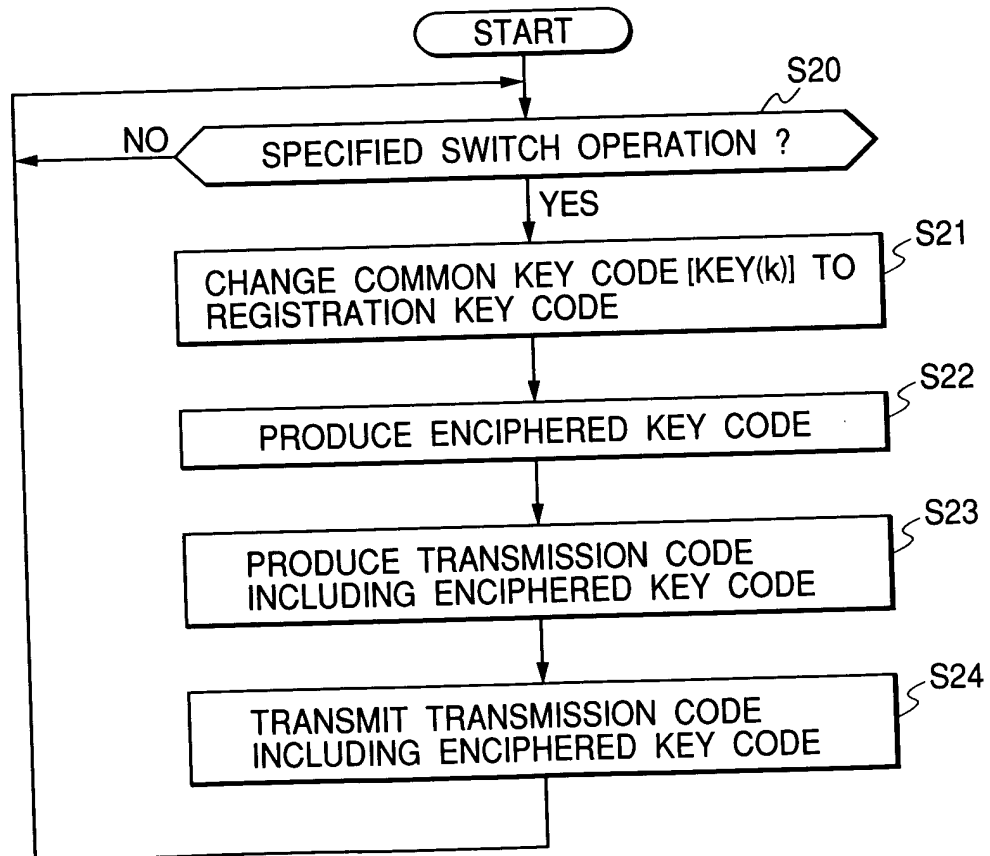 START
S20
SPECIFIED SWITCH OPERATION ?
NO
YES
S21
CHANGE COMMON KEY CODE [KEY(k)] TO
REGISTRATION KEY CODE
S22
PRODUCE ENCIPHERED KEY CODE
S23
PRODUCE TRANSMISSION CODE
INCLUDING ENCIPHERED KEY CODE
S24
TRANSMIT TRANSMISSION CODE
INCLUDING ENCIPHERED KEY CODE